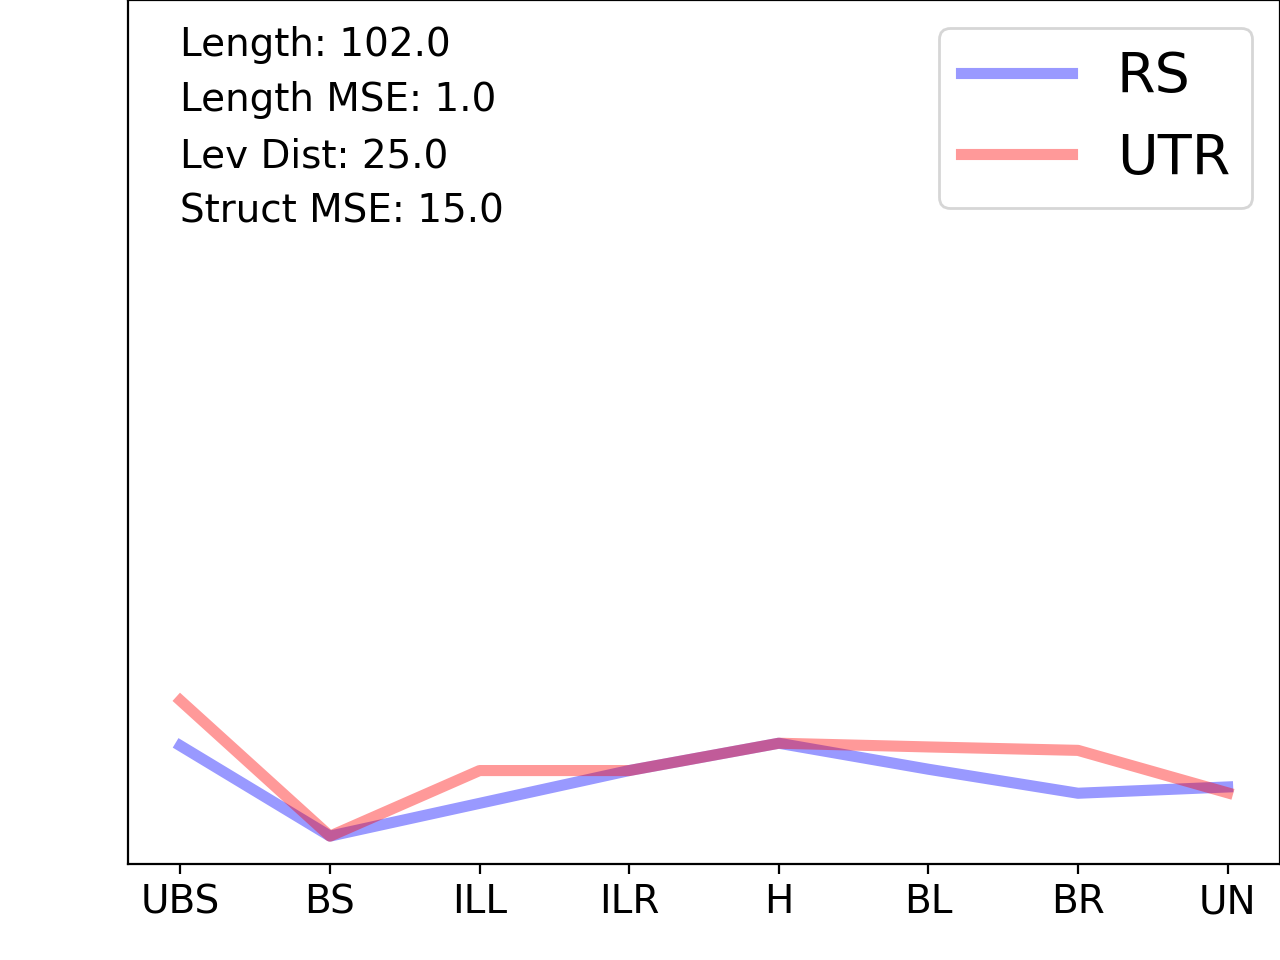 Length: 102.0
Length MSE: 1.0
Lev Dist: 25.0
Struct MSE: 15.0
RS
UTR
UBS BS ILL ILR H BL BR UN